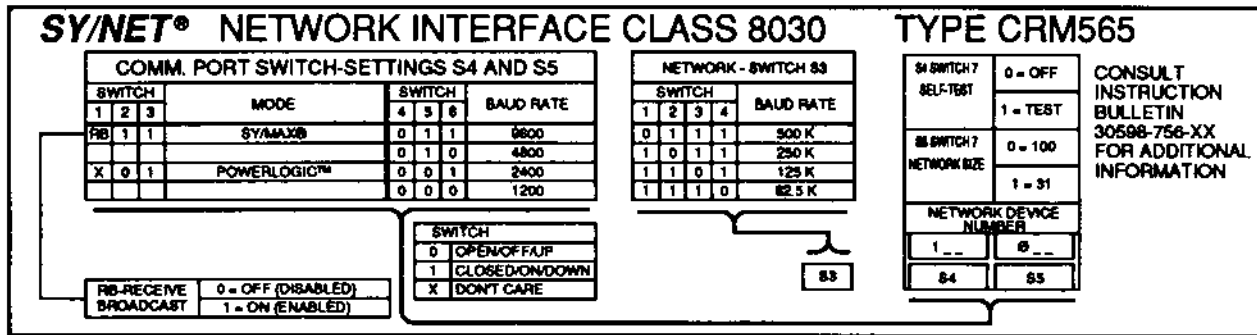 SY/NET® NETWORK INTERFACE CLASS 8030 TYPE CRM565
COMM. PORT SWITCH-SETTINGS S4 AND S5
SWITCH MODE SWITCH BAUD RATE
1 2 3 4 5 6
RB 1 1 SY/MAX® 0 1 1 9600
0 1 0 4800
X 0 1 POWERLOGIC™ 0 0 1 2400
0 0 0 1200
NETWORK - SWITCH S3
SWITCH BAUD RATE
1 2 3 4
0 1 1 1 500 K
1 0 1 1 250 K
1 1 0 1 125 K
1 1 1 0 62.5 K
S4 SWITCH 7 SELF-TEST
0 = OFF
1 = TEST
S5 SWITCH 7 NETWORK SIZE
0 = 100
1 = 31
NETWORK DEVICE
NUMBER
1 _ _ Ø _ _
S4 S5
CONSULT
INSTRUCTION
BULLETIN
30598-756-XX
FOR ADDITIONAL
INFORMATION
SWITCH
0 OPEN/OFF/UP
1 CLOSED/ON/DOWN
X DON'T CARE
S3
RB-RECEIVE BROADCAST
0 = OFF (DISABLED)
1 = ON (ENABLED)